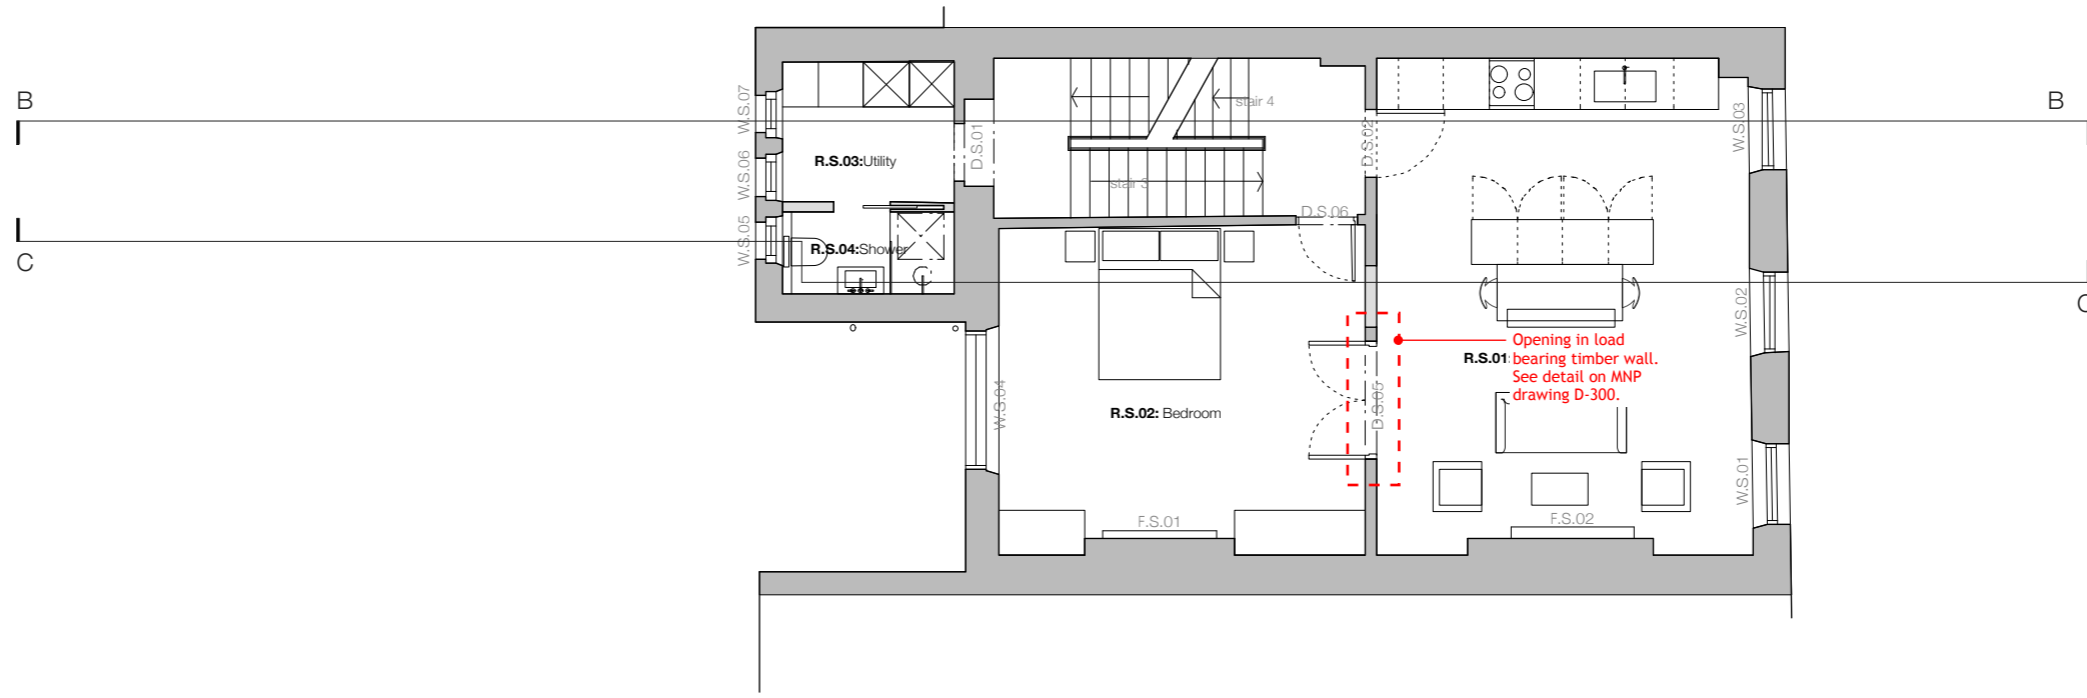 B
B
C
C
W.S.07
W.S.06
W.S.05
R.S.03:Utility
R.S.04:Shower
D.S.01
stair 4
stair 3
D.S.02
D.S.06
W.S.03
W.S.02
W.S.01
W.S.04
R.S.02: Bedroom
D.S.05
R.S.01
Opening in load
bearing timber wall.
See detail on MNP
drawing D-300.
F.S.01
F.S.02